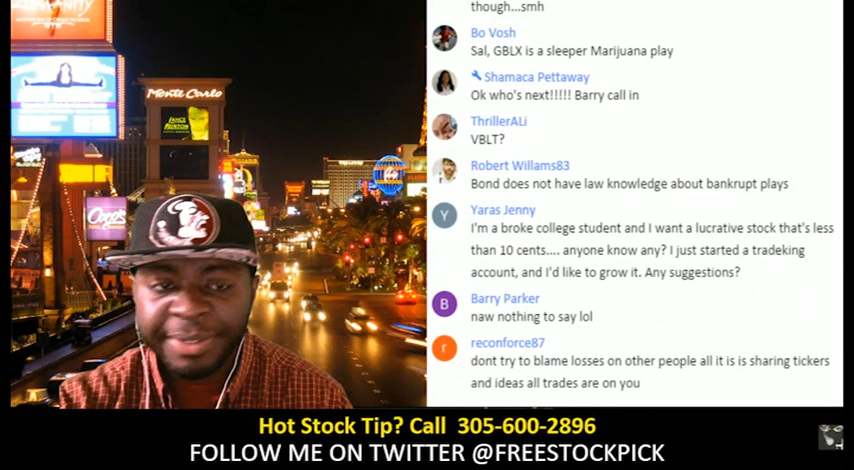 HUMANITY
Monte Carlo
LANCE
BURTON
Coco's
though...smh
Bo Vosh
Sal, GBLX is a sleeper Marijuana play
Shamaca Pettaway
Ok who's next!!!!! Barry call in
ThrillerALi
VBLT?
Robert Willams83
Bond does not have law knowledge about bankrupt plays
Y
Yaras Jenny
I'm a broke college student and I want a lucrative stock that's less
than 10 cents.... anyone know any? I just started a tradeking
account, and I'd like to grow it. Any suggestions?
B
Barry Parker
naw nothing to say lol
r
reconforce87
dont try to blame losses on other people all it is is sharing tickers
and ideas all trades are on you
Hot Stock Tip? Call 305-600-2896
FOLLOW ME ON TWITTER @FREESTOCKPICK